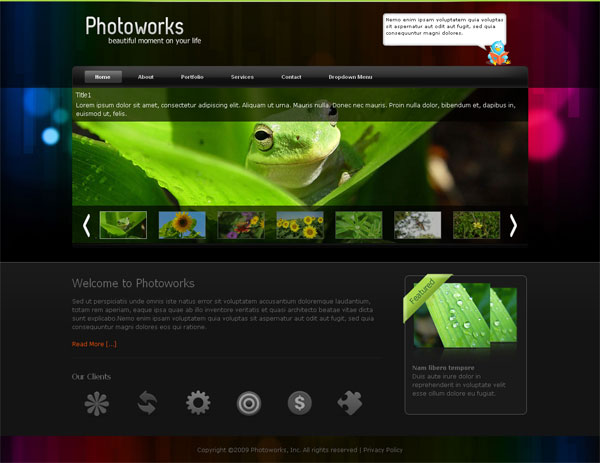 Photoworks
beautiful moment on your life
Nemo enim ipsam voluptatem quia voluptas
sit aspernatur aut odit aut fugit, sed quia
consequuntur magni dolores.
Home About Portfolio Services Contact Dropdown Menu
Title1
Lorem ipsum dolor sit amet, consectetur adipiscing elit. Aliquam ut urna. Mauris nulla. Donec nec mauris. Proin nulla dolor, bibendum et, dapibus in,
euismod ut, felis.
Welcome to Photoworks
Sed ut perspiciatis unde omnis iste natus error sit voluptatem accusantium doloremque laudantium,
totam rem aperiam, eaque ipsa quae ab illo inventore veritatis et quasi architecto beatae vitae dicta
sunt explicabo.Nemo enim ipsam voluptatem quia voluptas sit aspernatur aut odit aut fugit, sed quia
consequuntur magni dolores eos qui ratione.
Read More [...]
Featured
Nam libero tempore
Duis aute irure dolor in
reprehenderit in voluptate velit
esse cillum dolore eu fugiat.
Our Clients
$
Copyright ©2009 Photoworks, Inc. All rights reserved | Privacy Policy